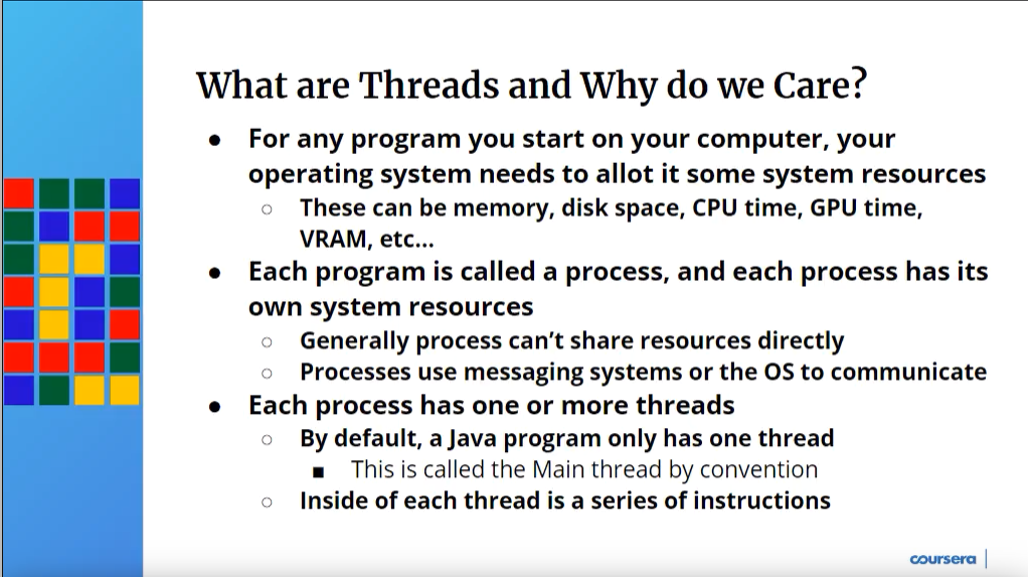 What are Threads and Why do we Care?
● For any program you start on your computer, your
operating system needs to allot it some system resources
○ These can be memory, disk space, CPU time, GPU time,
VRAM, etc...
● Each program is called a process, and each process has its
own system resources
○ Generally process can’t share resources directly
○ Processes use messaging systems or the OS to communicate
● Each process has one or more threads
○ By default, a Java program only has one thread
■ This is called the Main thread by convention
○ Inside of each thread is a series of instructions
coursera |